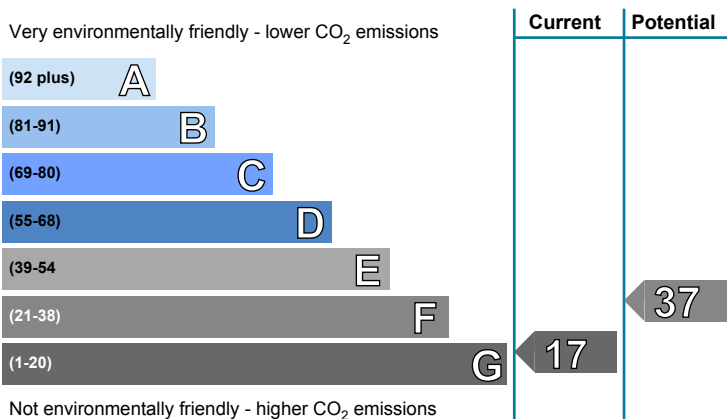 Current Potential
Very environmentally friendly - lower CO2 emissions
(92 plus) A
(81-91) B
(69-80) C
(55-68) D
(39-54 E
(21-38) F
37
(1-20) G
17
Not environmentally friendly - higher CO2 emissions